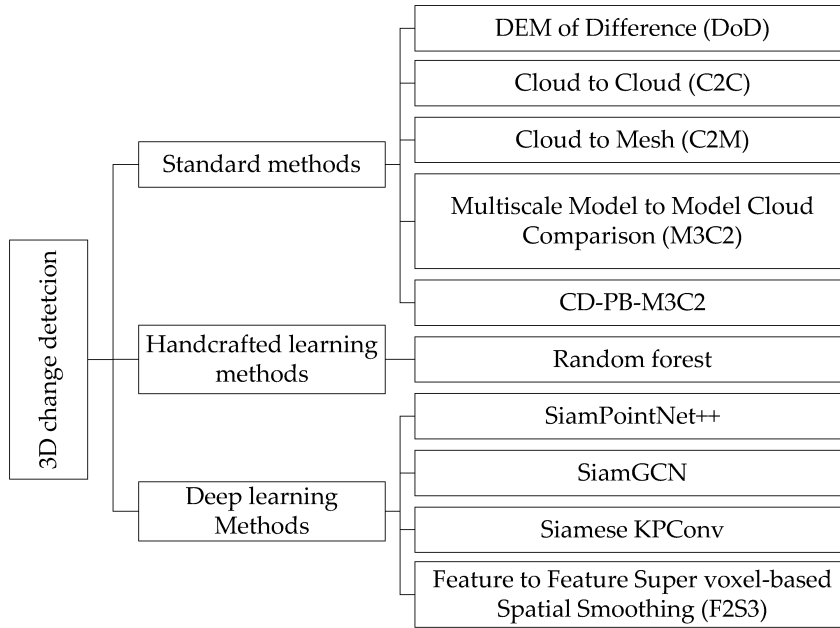 3D change detetcion
Standard methods
DEM of Difference (DoD)
Cloud to Cloud (C2C)
Cloud to Mesh (C2M)
Multiscale Model to Model Cloud
Comparison (M3C2)
CD-PB-M3C2
Handcrafted learning
methods
Random forest
Deep learning
Methods
SiamPointNet++
SiamGCN
Siamese KPConv
Feature to Feature Super voxel-based
Spatial Smoothing (F2S3)